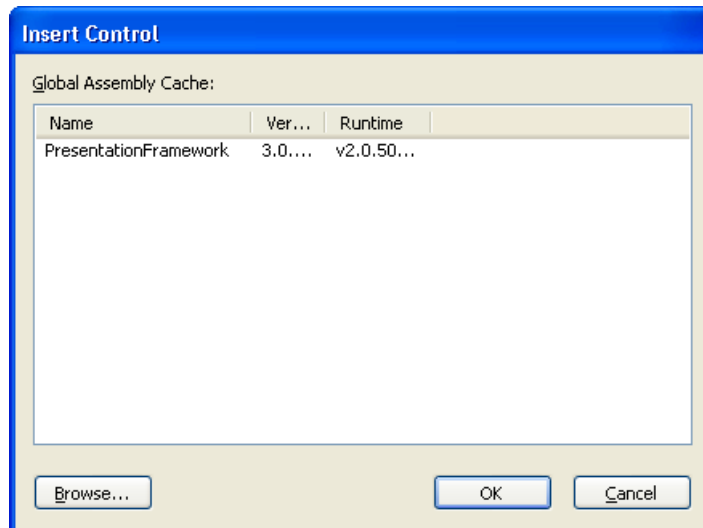 Insert Control
Global Assembly Cache:
Name Ver... Runtime
PresentationFramework 3.0.... v2.0.50...
Browse... OK Cancel